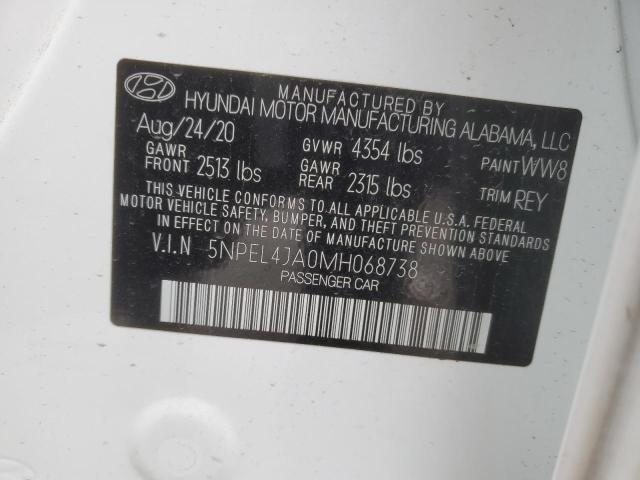 MANUFACTURED BY
HYUNDAI MOTOR MANUFACTURING ALABAMA, LLC
Aug/24/20 GVWR 4354 lbs PAINT WW8
GAWR FRONT 2513 lbs GAWR REAR 2315 lbs TRIM REY
THIS VEHICLE CONFORMS TO ALL APPLICABLE U.S.A. FEDERAL
MOTOR VEHICLE SAFETY, BUMPER, AND THEFT PREVENTION STANDARDS
IN EFFECT ON THE DATE OF MANUFACTURE SHOWN ABOVE
V.I.N 5NPEL4JA0MH068738
PASSENGER CAR